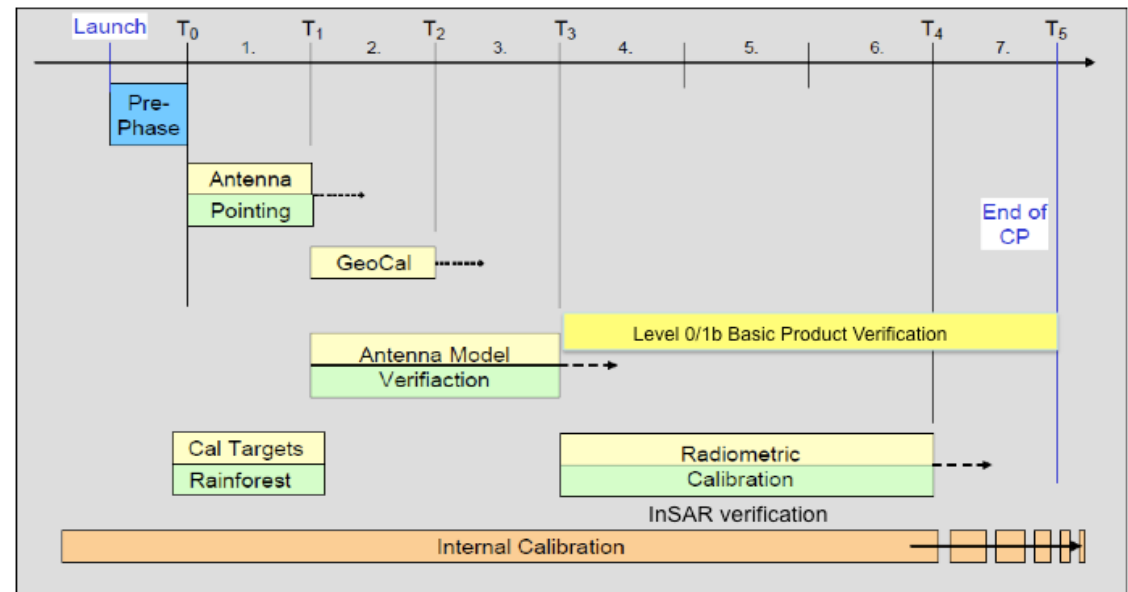 Launch T0 T1 T2 T3 T4 T5
1. 2. 3. 4. 5. 6. 7.
Pre-
Phase
Antenna
Pointing
End of
CP
GeoCal
Level 0/1b Basic Product Verification
Antenna Model
Verifiaction
Cal Targets
Rainforest
Radiometric
Calibration
InSAR verification
Internal Calibration